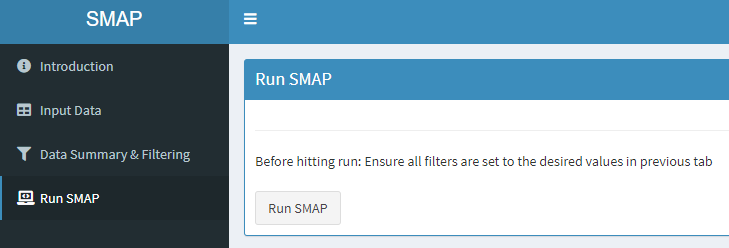 SMAP
Introduction
Input Data
Data Summary & Filtering
Run SMAP
Run SMAP
Before hitting run: Ensure all filters are set to the desired values in previous tab
Run SMAP